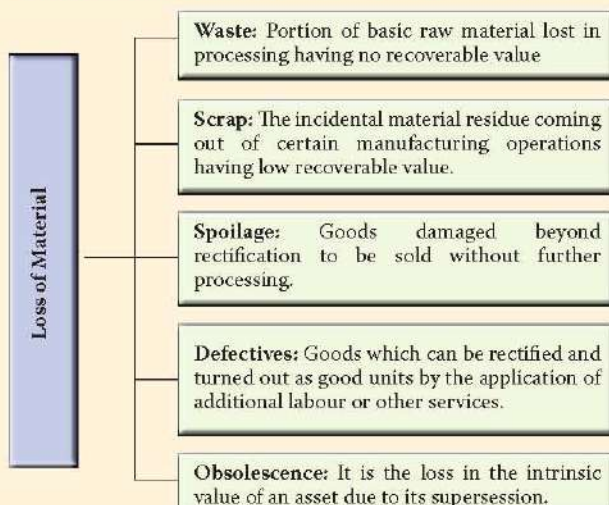 Loss of Material
Waste: Portion of basic raw material lost in
processing having no recoverable value
Scrap: The incidental material residue coming
out of certain manufacturing operations
having low recoverable value.
Spoilage: Goods damaged beyond
rectification to be sold without further
processing.
Defectives: Goods which can be rectified and
turned out as good units by the application of
additional labour or other services.
Obsolescence: It is the loss in the intrinsic
value of an asset due to its supersession.